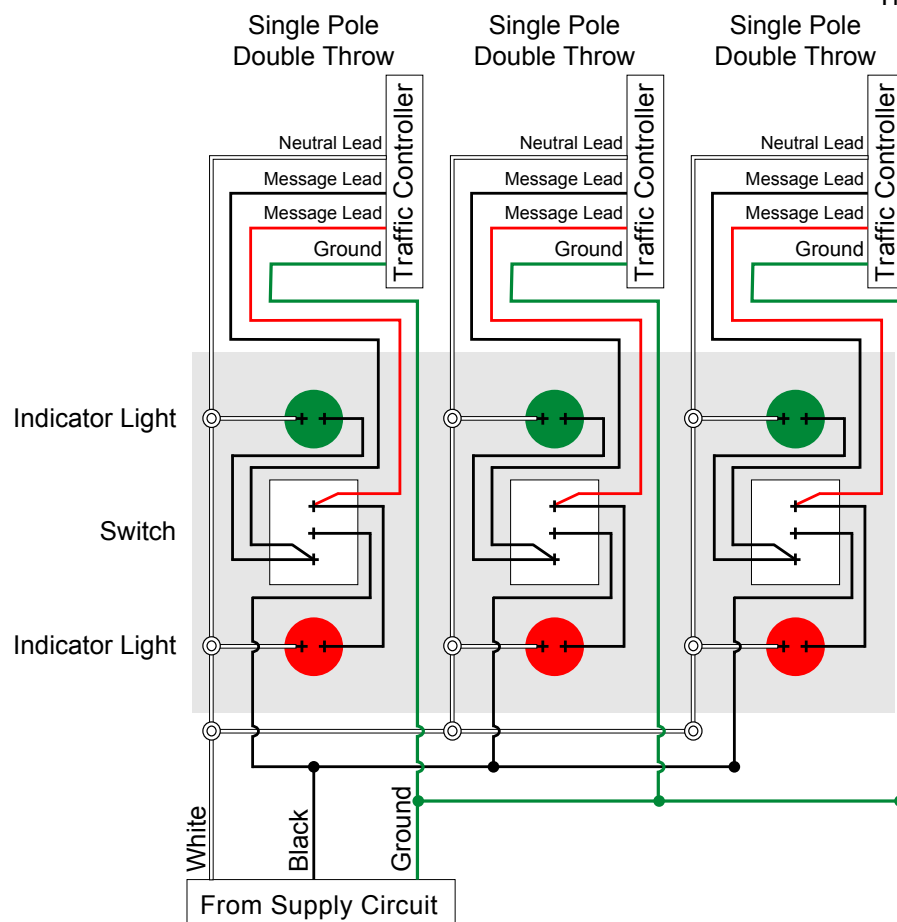 Single Pole
Double Throw
Single Pole
Double Throw
Single Pole
Double Throw
Traffic Controller
Neutral Lead
Message Lead
Message Lead
Ground
Traffic Controller
Neutral Lead
Message Lead
Message Lead
Ground
Traffic Controller
Neutral Lead
Message Lead
Message Lead
Ground
Indicator Light
Switch
Indicator Light
White
Black
Ground
From Supply Circuit